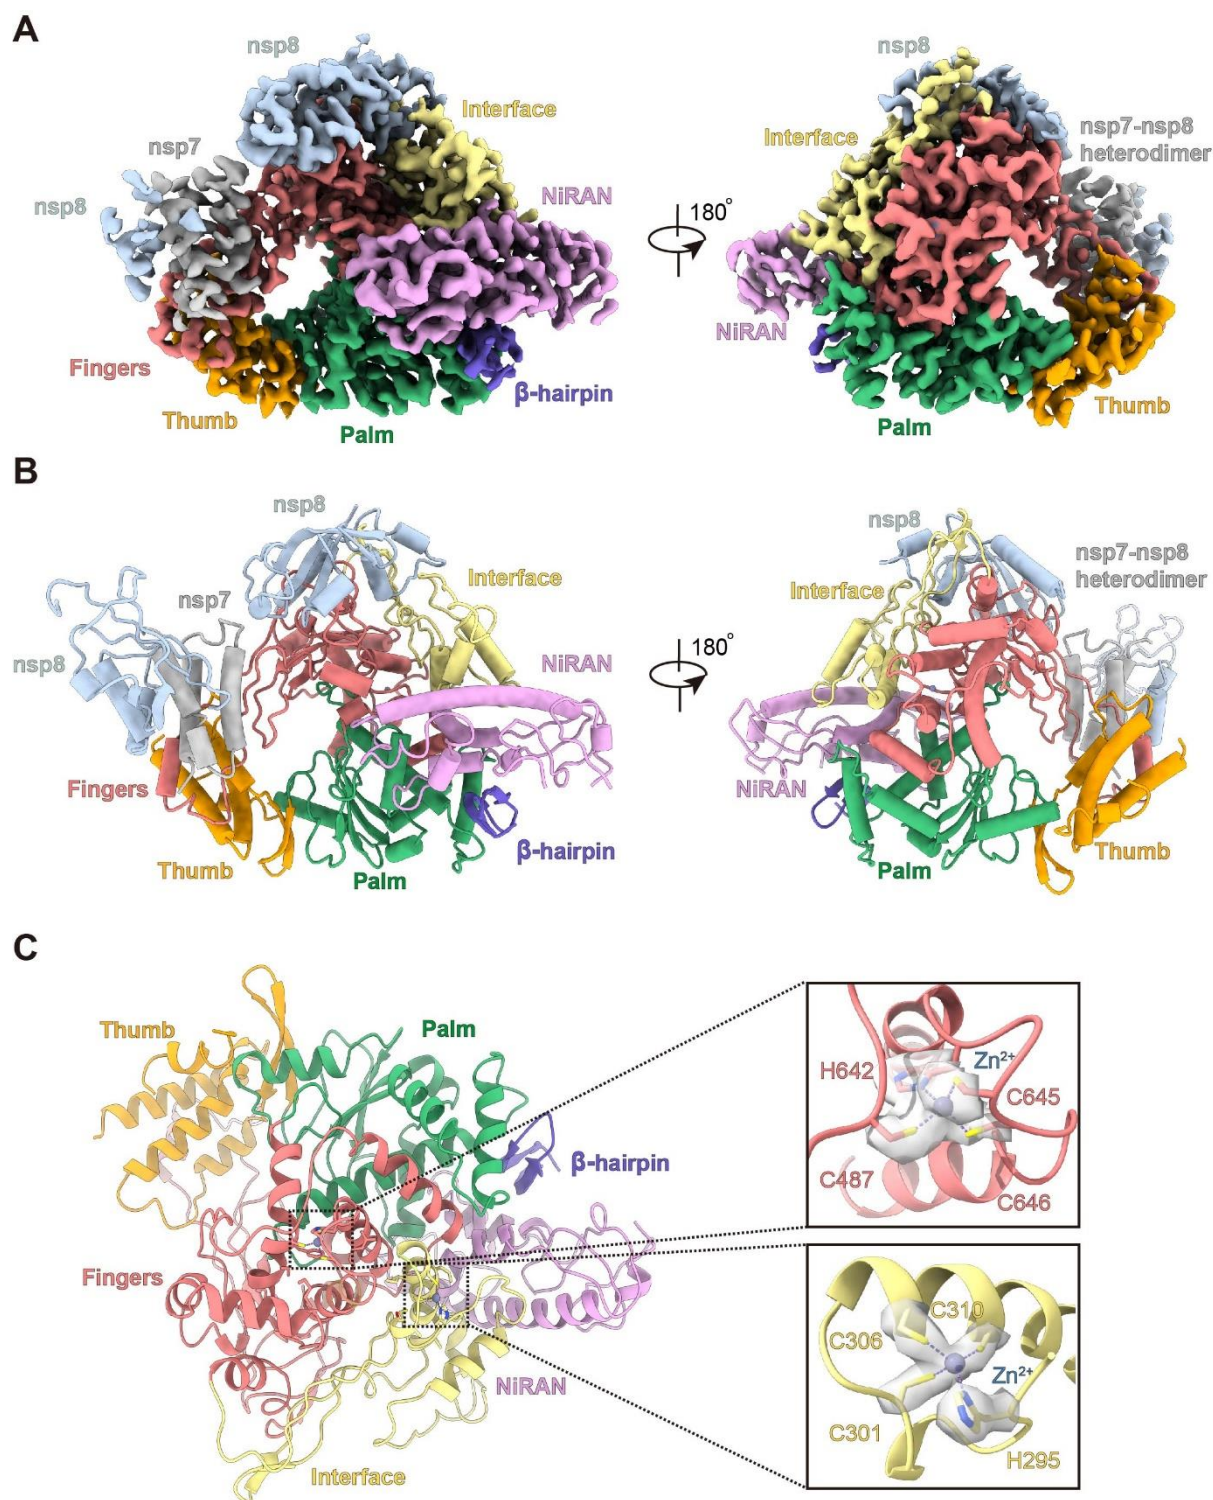 A
nsp8
Interface
nsp7
nsp8
NiRAN
Fingers
Thumb
Palm
β-hairpin
180°
nsp8
Interface
nsp7-nsp8
heterodimer
NiRAN
Palm
Thumb
B
nsp8
Interface
nsp7
nsp8
NiRAN
Fingers
Thumb
Palm
β-hairpin
180°
nsp8
Interface
nsp7-nsp8
heterodimer
NiRAN
Palm
Thumb
C
Thumb
Palm
β-hairpin
Fingers
NiRAN
Interface
Zn²⁺
H642
C645
C487
C646
C310
C306
Zn²⁺
C301
H295